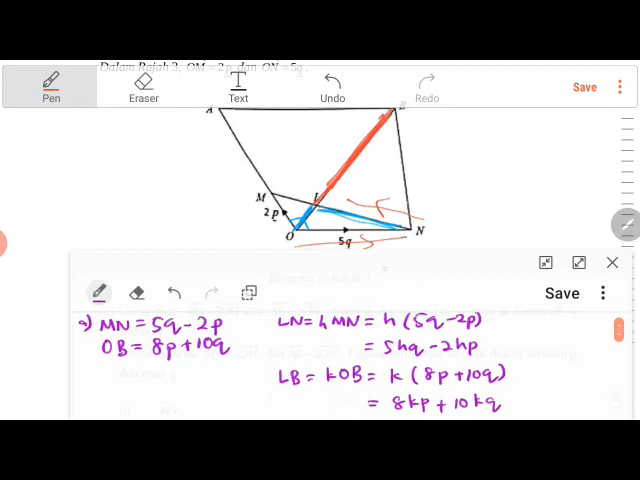 Dalam Rajah 3, OM = 2p dan ON = 5q .
Pen
Eraser
Text
Undo
Redo
Save
A
B
M
L
2p
O
5q
N
Save
a) MN = 5q - 2p
OB = 8p + 10q
LN = h MN = h (5q - 2p)
= 5hq - 2hp
LB = k OB = k (8p + 10q)
= 8kp + 10kq